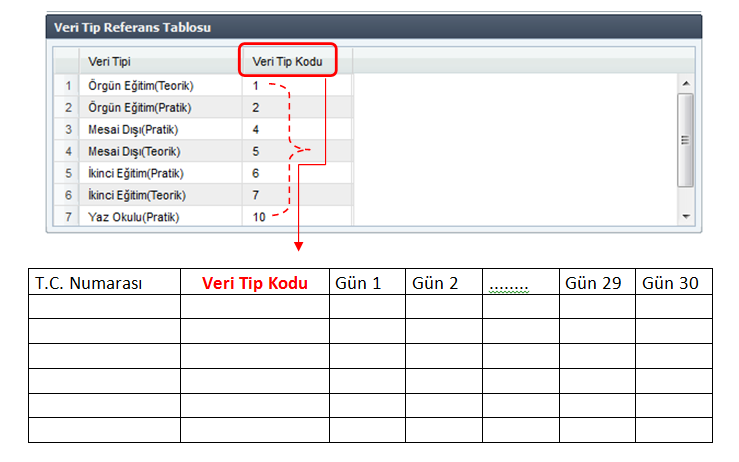 Veri Tip Referans Tablosu
Veri Tipi Veri Tip Kodu
1 Örgün Eğitim(Teorik) 1
2 Örgün Eğitim(Pratik) 2
3 Mesai Dışı(Pratik) 4
4 Mesai Dışı(Teorik) 5
5 İkinci Eğitim(Pratik) 6
6 İkinci Eğitim(Teorik) 7
7 Yaz Okulu(Pratik) 10
T.C. Numarası Veri Tip Kodu Gün 1 Gün 2 ........ Gün 29 Gün 30